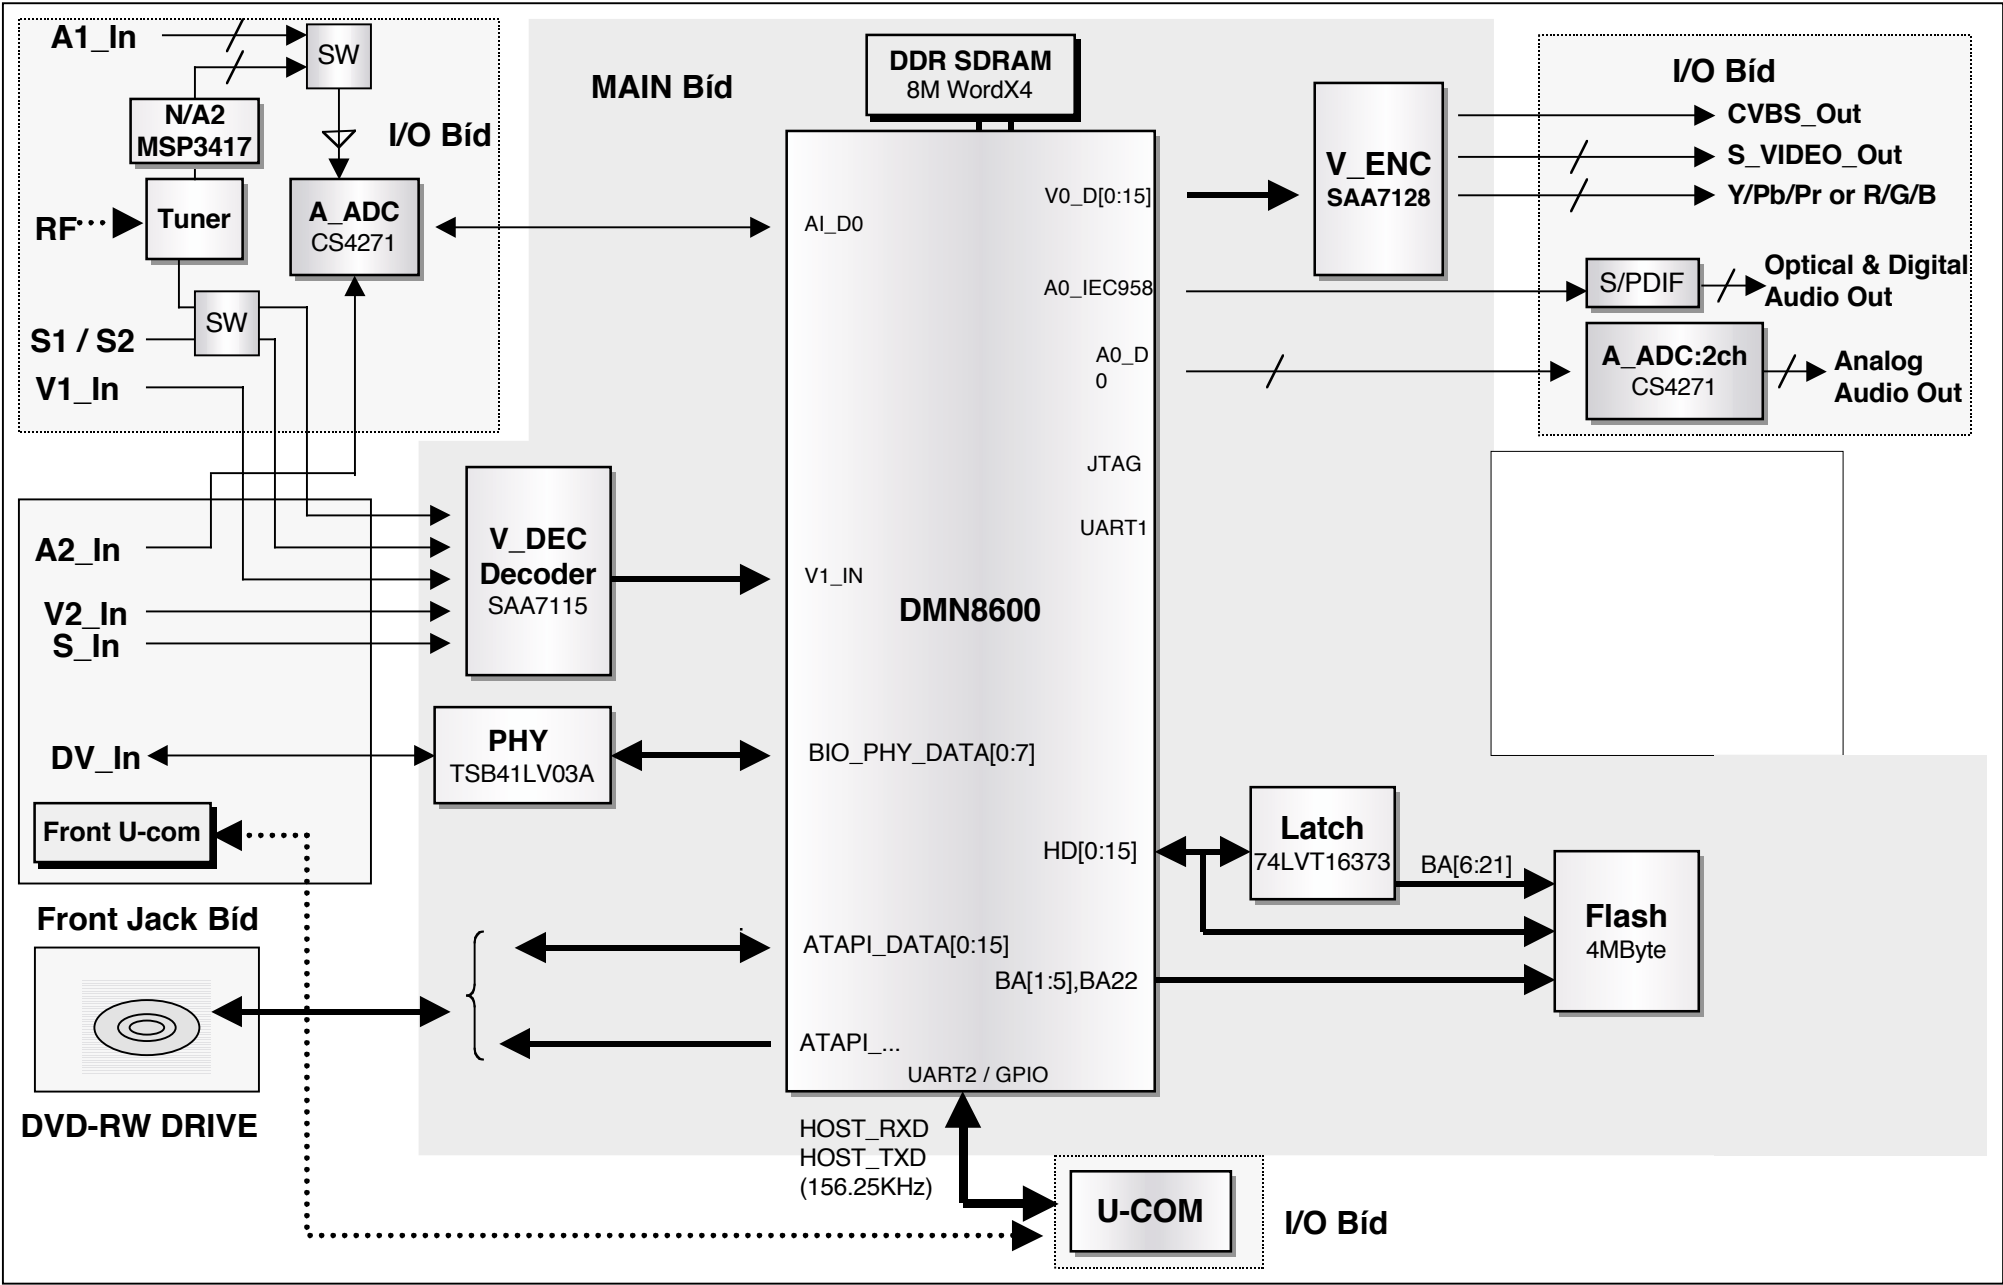 A1_In
SW
N/A2
MSP3417
I/O Bíd
RF
Tuner
A_ADC
CS4271
S1 / S2
SW
V1_In
MAIN Bíd
DDR SDRAM
8M WordX4
V_ENC
SAA7128
I/O Bíd
CVBS_Out
S_VIDEO_Out
Y/Pb/Pr or R/G/B
S/PDIF
Optical & Digital
Audio Out
A_ADC:2ch
CS4271
Analog
Audio Out
AI_D0
V0_D[0:15]
A0_IEC958
A0_D
0
JTAG
UART1
V1_IN
DMN8600
BIO_PHY_DATA[0:7]
HD[0:15]
ATAPI_DATA[0:15]
BA[1:5],BA22
ATAPI_...
UART2 / GPIO
A2_In
V2_In
S_In
DV_In
Front U-com
Front Jack Bíd
V_DEC
Decoder
SAA7115
PHY
TSB41LV03A
Latch
74LVT16373
BA[6:21]
Flash
4MByte
DVD-RW DRIVE
HOST_RXD
HOST_TXD
(156.25KHz)
U-COM
I/O Bíd